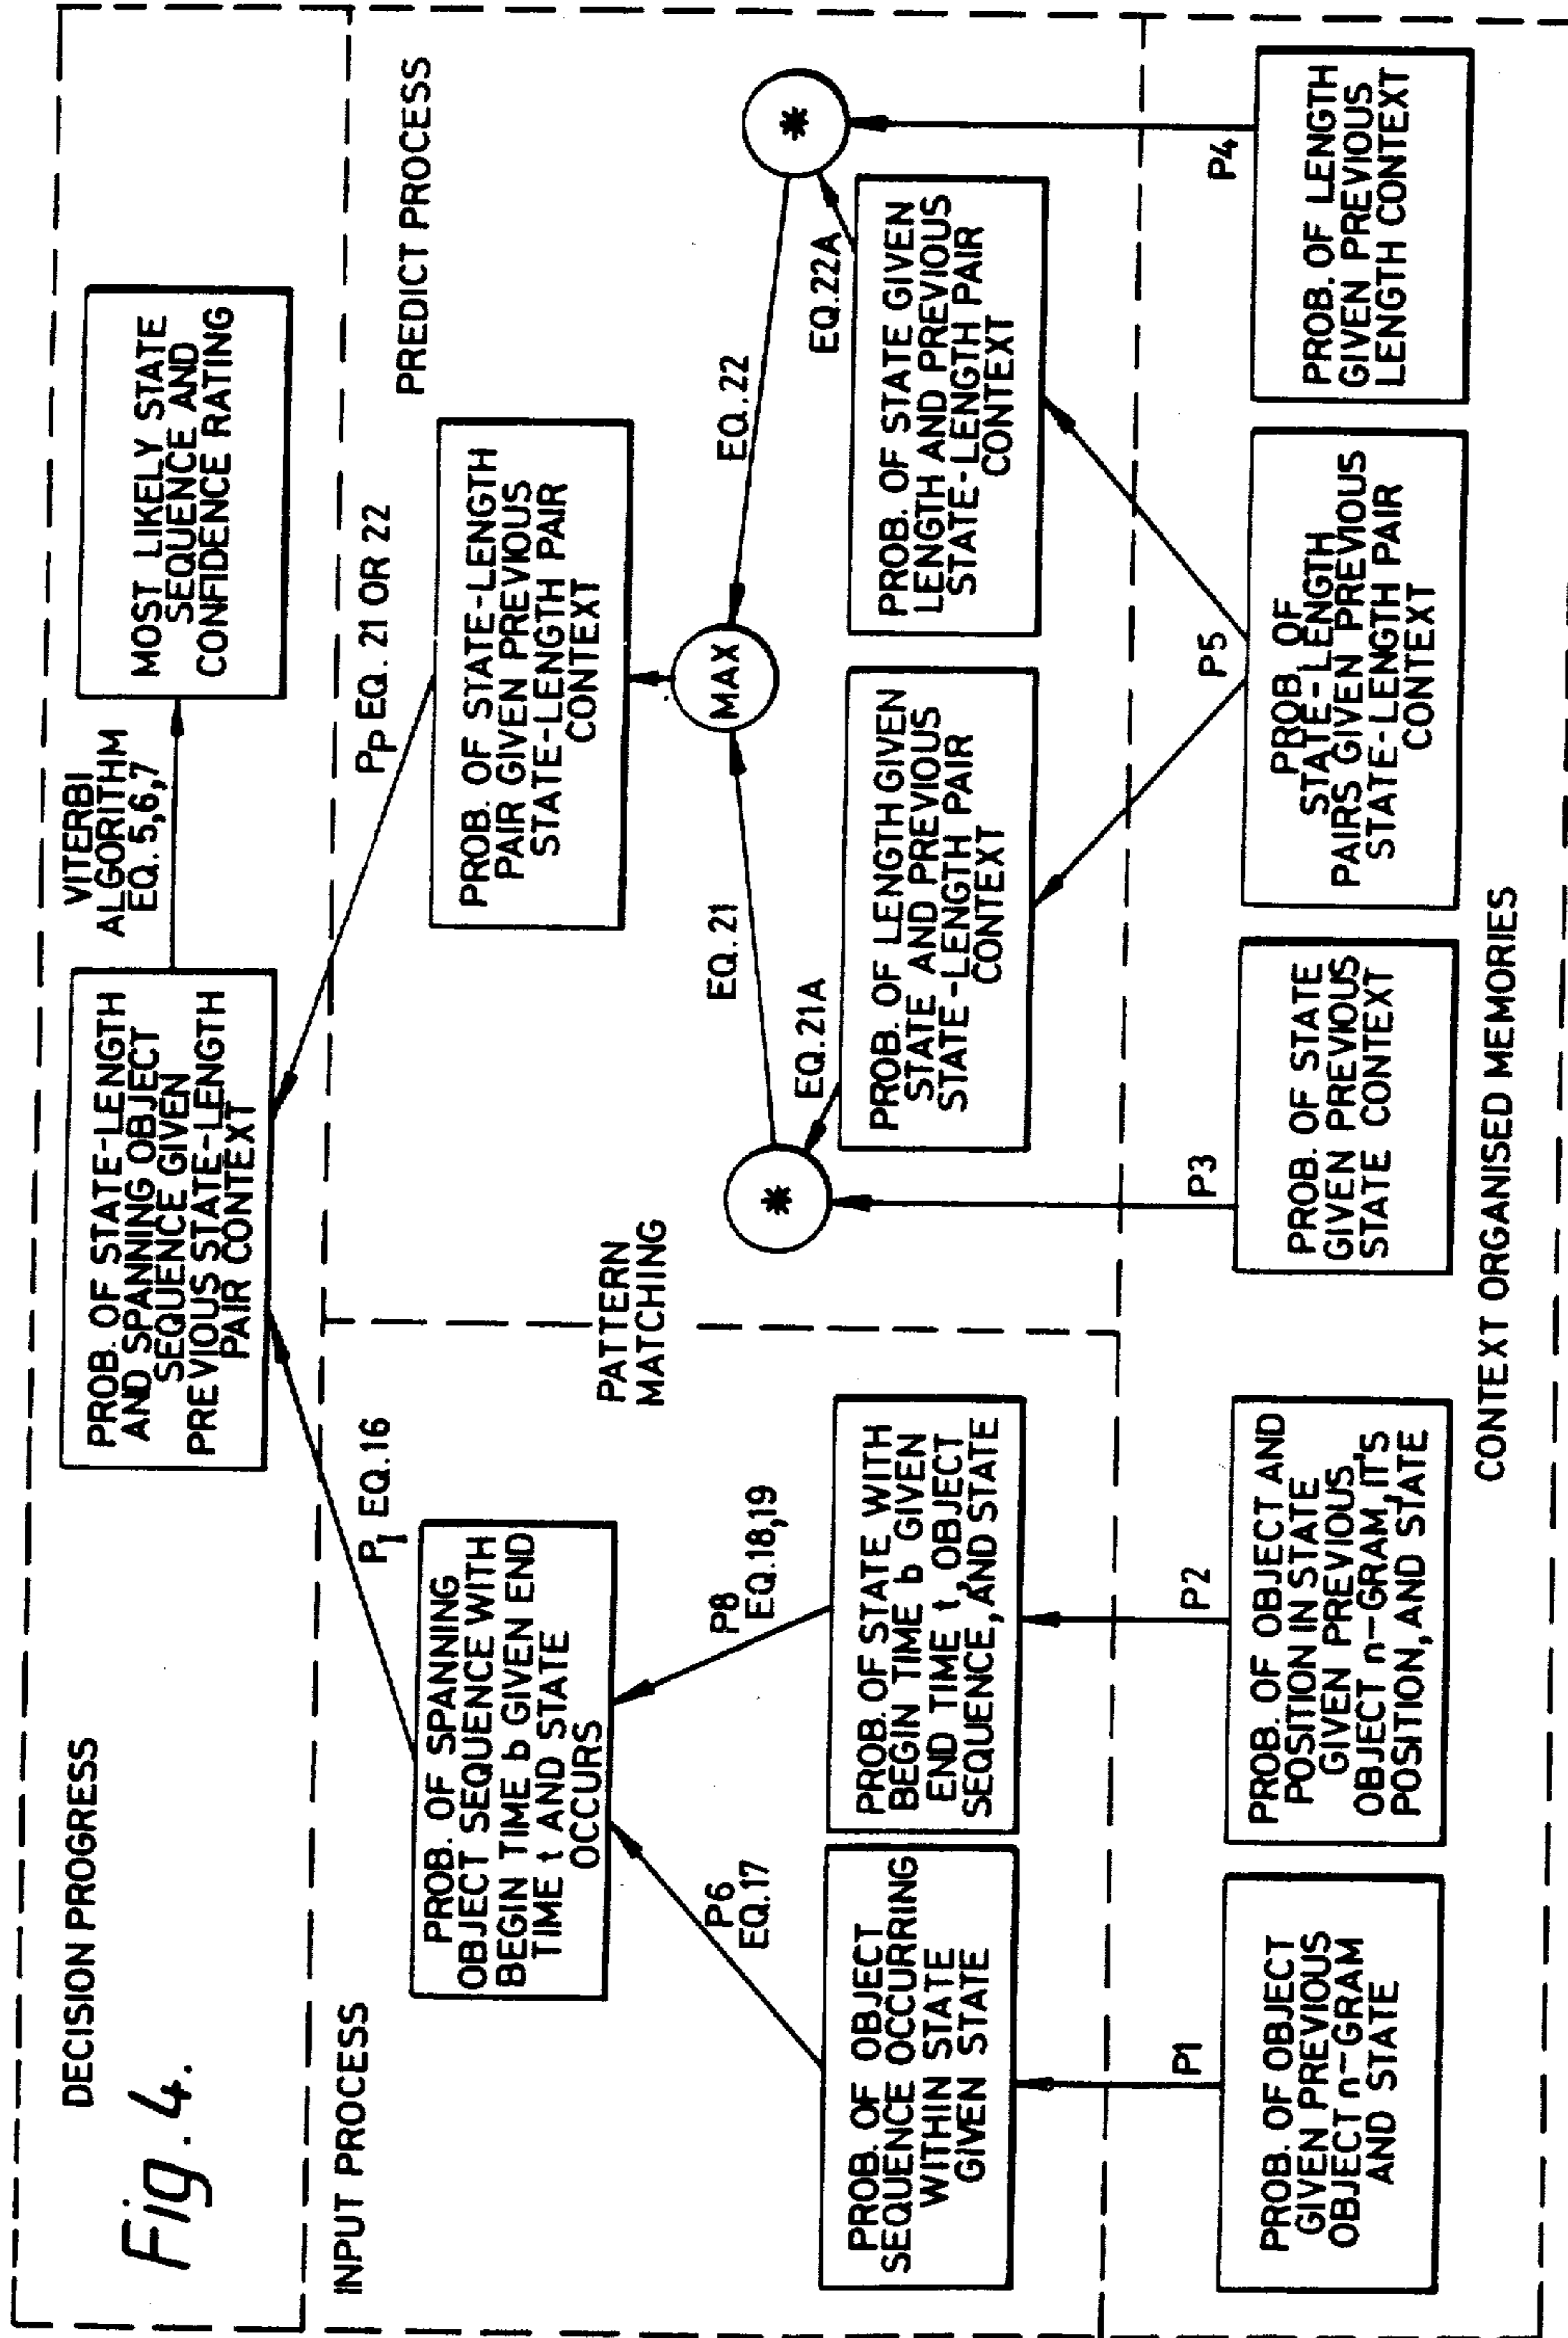 DECISION PROGRESS
Fig. 4.
PROB. OF STATE-LENGTH
AND SPANNING OBJECT
SEQUENCE GIVEN
PREVIOUS STATE-LENGTH
PAIR CONTEXT
VITERBI
ALGORITHM
EQ. 5,6,7
MOST LIKELY STATE
SEQUENCE AND
CONFIDENCE RATING
INPUT PROCESS
PI EQ.16
PP EQ. 21 OR 22
PREDICT PROCESS
PROB. OF SPANNING
OBJECT SEQUENCE WITH
BEGIN TIME b GIVEN END
TIME t AND STATE
OCCURS
PROB. OF STATE-LENGTH
PAIR GIVEN PREVIOUS
STATE-LENGTH PAIR
CONTEXT
PATTERN
MATCHING
P6
EQ.17
P8
EQ.18,19
EQ.21
MAX
EQ.22
*
EQ.21A
EQ.22A
*
PROB. OF OBJECT
SEQUENCE OCCURRING
WITHIN STATE
GIVEN STATE
PROB. OF STATE WITH
BEGIN TIME b GIVEN
END TIME t, OBJECT
SEQUENCE, AND STATE
PROB. OF LENGTH GIVEN
STATE AND PREVIOUS
STATE-LENGTH PAIR
CONTEXT
PROB. OF STATE GIVEN
LENGTH AND PREVIOUS
STATE-LENGTH PAIR
CONTEXT
P1
P2
P3
P5
P4
PROB. OF OBJECT
GIVEN PREVIOUS
OBJECT n-GRAM
AND STATE
PROB. OF OBJECT AND
POSITION IN STATE
GIVEN PREVIOUS
OBJECT n-GRAM, IT'S
POSITION, AND STATE
PROB. OF STATE
GIVEN PREVIOUS
STATE CONTEXT
PROB. OF
STATE-LENGTH
PAIRS GIVEN PREVIOUS
STATE-LENGTH PAIR
CONTEXT
PROB. OF LENGTH
GIVEN PREVIOUS
LENGTH CONTEXT
CONTEXT ORGANISED MEMORIES